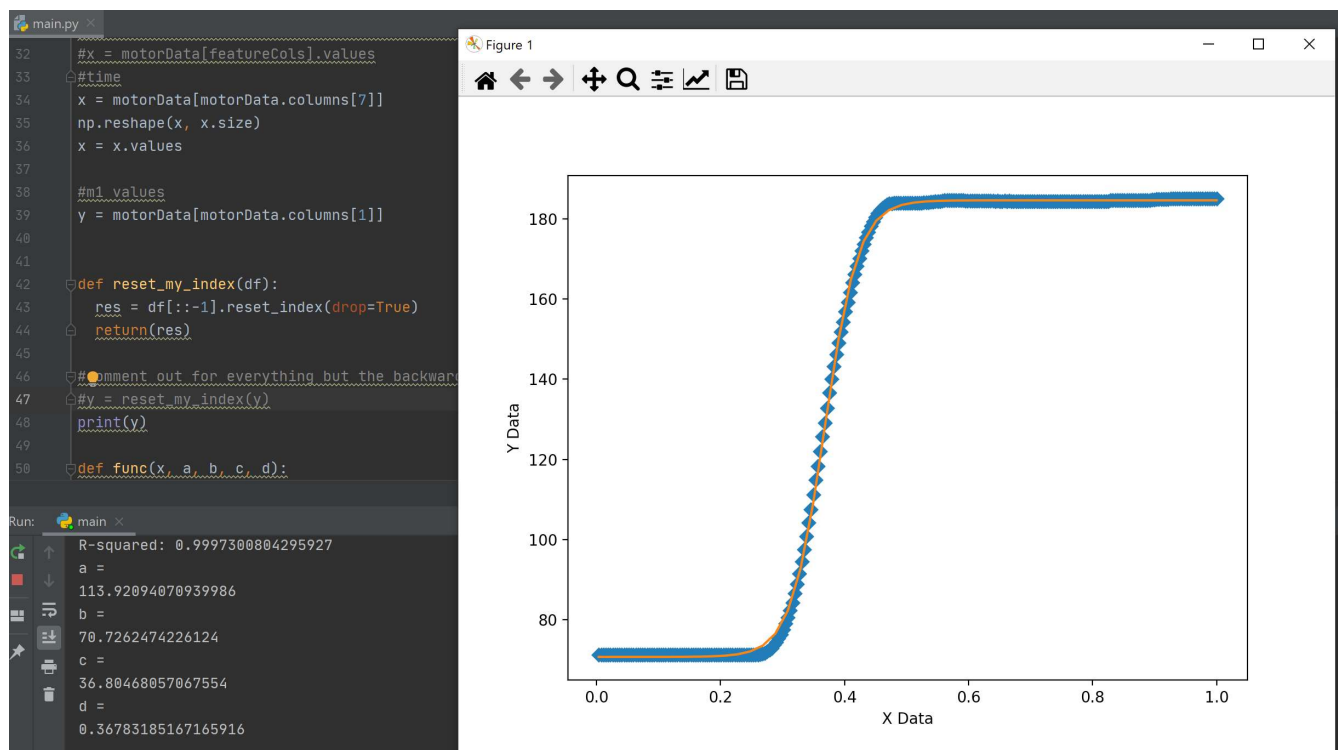 main.py
32 #x = motorData[featureCols].values
33 #time
34 x = motorData[motorData.columns[7]]
35 np.reshape(x, x.size)
36 x = x.values
37
38 #m1 values
39 y = motorData[motorData.columns[1]]
40
41
42 def reset_my_index(df):
43 res = df[::-1].reset_index(drop=True)
44 return(res)
45
46 #omment out for everything but the backwar
47 #y = reset_my_index(y)
48 print(y)
49
50 def func(x, a, b, c, d):
Run: main
R-squared: 0.9997300804295927
a =
113.92094070939986
b =
70.7262474226124
c =
36.80468057067554
d =
0.36783185167165916
Figure 1
180
160
140
120
100
80
Y Data
0.0 0.2 0.4 0.6 0.8 1.0
X Data